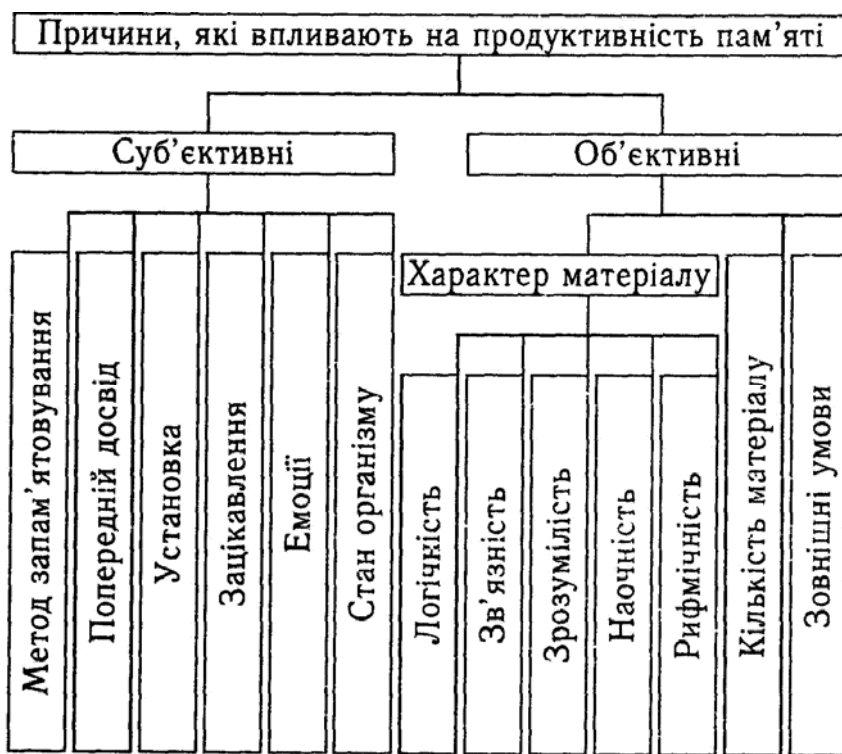 Причини, які впливають на продуктивність пам'яті
Суб'єктивні
Об'єктивні
Метод запам'ятовування
Попередній досвід
Установка
Зацікавлення
Емоції
Стан організму
Характер матеріалу
Логічність
Зв'язність
Зрозумілість
Наочність
Рифмічність
Кількість матеріалу
Зовнішні умови